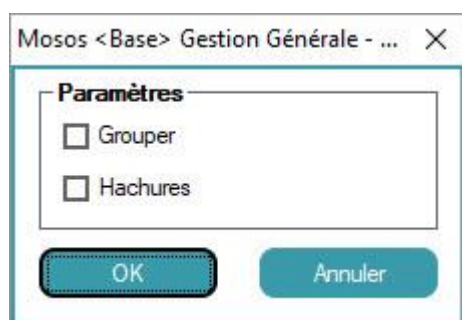 Mosos <Base> Gestion Générale - ...
Paramètres
Grouper
Hachures
OK Annuler